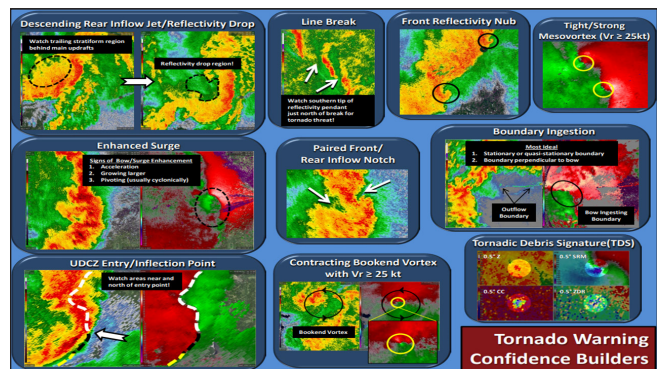 Descending Rear Inflow Jet/Reflectivity Drop
Watch trailing stratiform region
behind main updrafts
Reflectivity drop region!
Line Break
Watch southern tip of
reflectivity pendant
just north of break for
tornado threat!
Front Reflectivity Nub
Tight/Strong
Mesovortex (Vr ≥ 25kt)
Enhanced Surge
Signs of Bow/Surge Enhancement
1. Acceleration
2. Growing larger
3. Pivoting (usually cyclonically)
Paired Front/
Rear Inflow Notch
Boundary Ingestion
Most Ideal
1. Stationary or quasi-stationary boundary
2. Boundary perpendicular to bow
Outflow
Boundary
Bow Ingesting
Boundary
UDCZ Entry/Inflection Point
Watch areas near and
north of entry point!
Contracting Bookend Vortex
with Vr ≥ 25 kt
Bookend Vortex
Tornadic Debris Signature(TDS)
0.5° Z
0.5° SRM
0.5° CC
0.5° ZDR
Tornado Warning
Confidence Builders